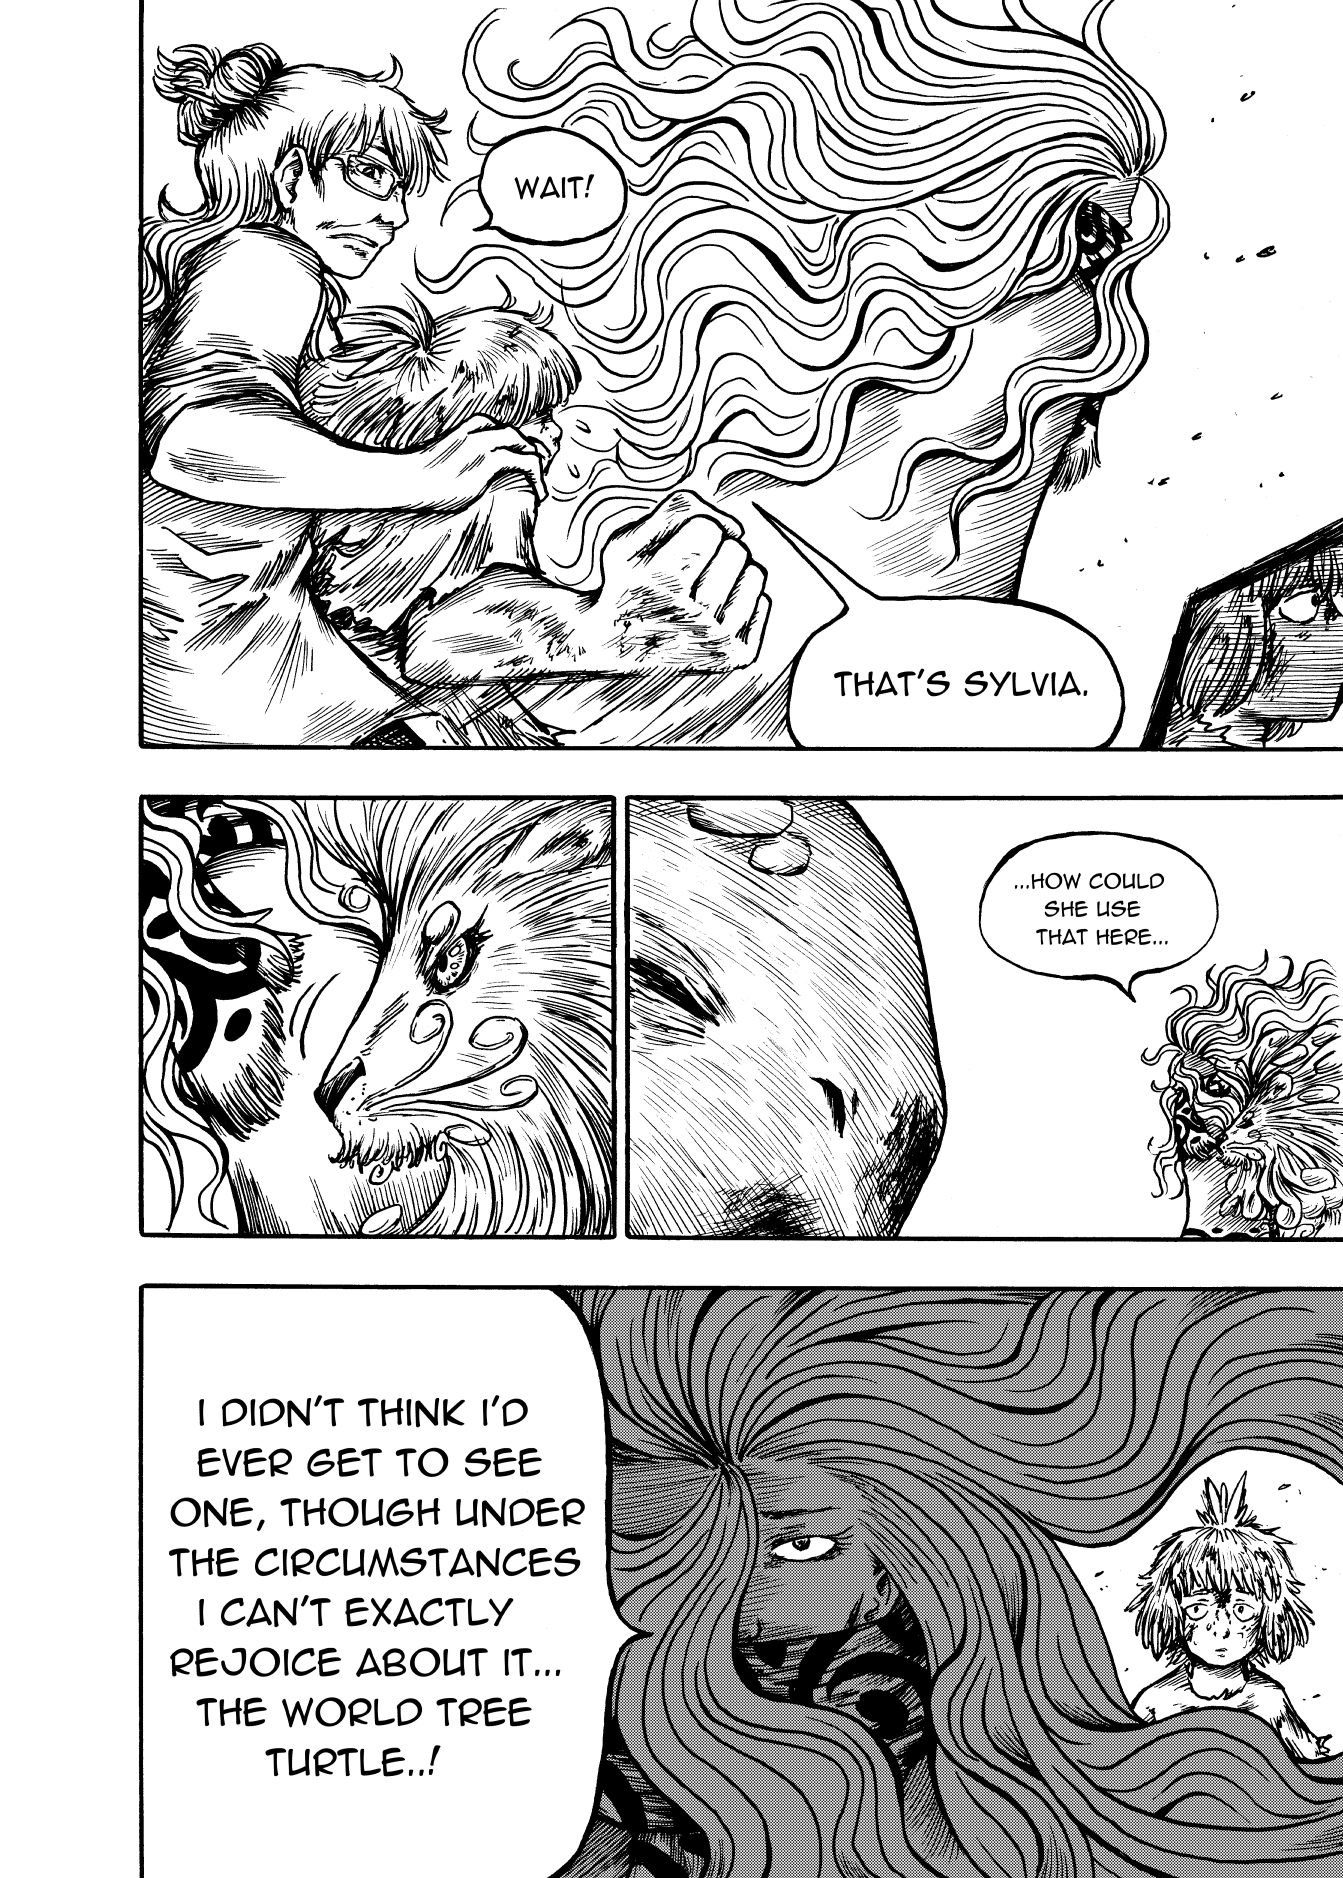 WAIT!
THAT'S SYLVIA.
...HOW COULD
SHE USE
THAT HERE...
I DIDN'T THINK I'D
EVER GET TO SEE
ONE, THOUGH UNDER
THE CIRCUMSTANCES
I CAN'T EXACTLY
REJOICE ABOUT IT...
THE WORLD TREE
TURTLE..!